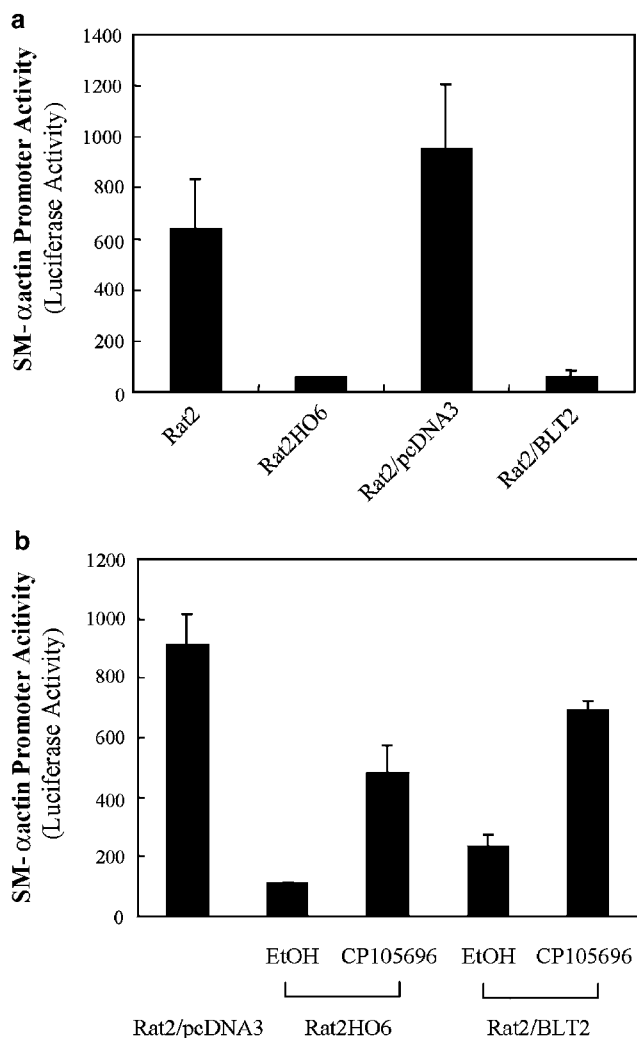 a
SM-αactin Promoter Activity
(Luciferase Activity)
1400
1200
1000
800
600
400
200
0
Rat2
Rat2HO6
Rat2/pcDNA3
Rat2/BLT2
b
SM-αactin Promoter Acitivity
(Luciferase Activity)
1200
1000
800
600
400
200
0
EtOH CP105696 EtOH CP105696
Rat2/pcDNA3 Rat2HO6 Rat2/BLT2